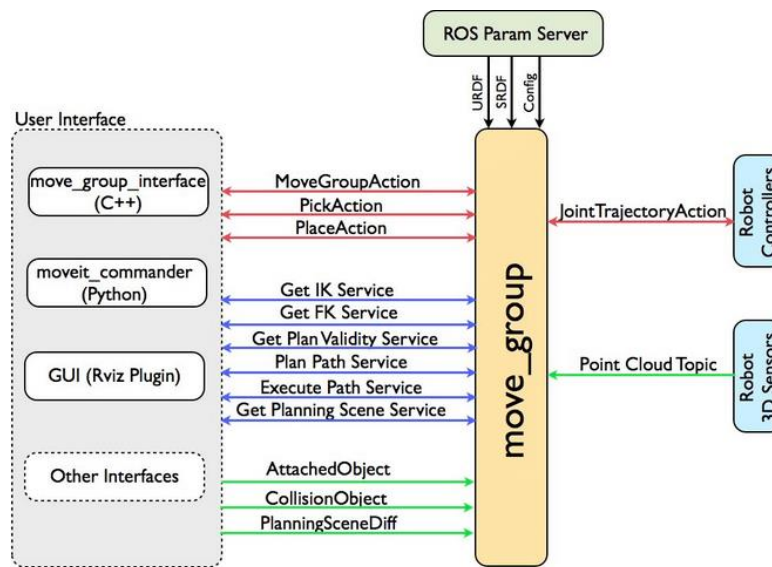 ROS Param Server
URDF
SRDF
Config
User Interface
move_group_interface
(C++)
moveit_commander
(Python)
GUI (Rviz Plugin)
Other Interfaces
MoveGroupAction
PickAction
PlaceAction
Get IK Service
Get FK Service
Get Plan Validity Service
Plan Path Service
Execute Path Service
Get Planning Scene Service
AttachedObject
CollisionObject
PlanningSceneDiff
move_group
JointTrajectoryAction
Robot
Controllers
Point Cloud Topic
Robot
3D Sensors